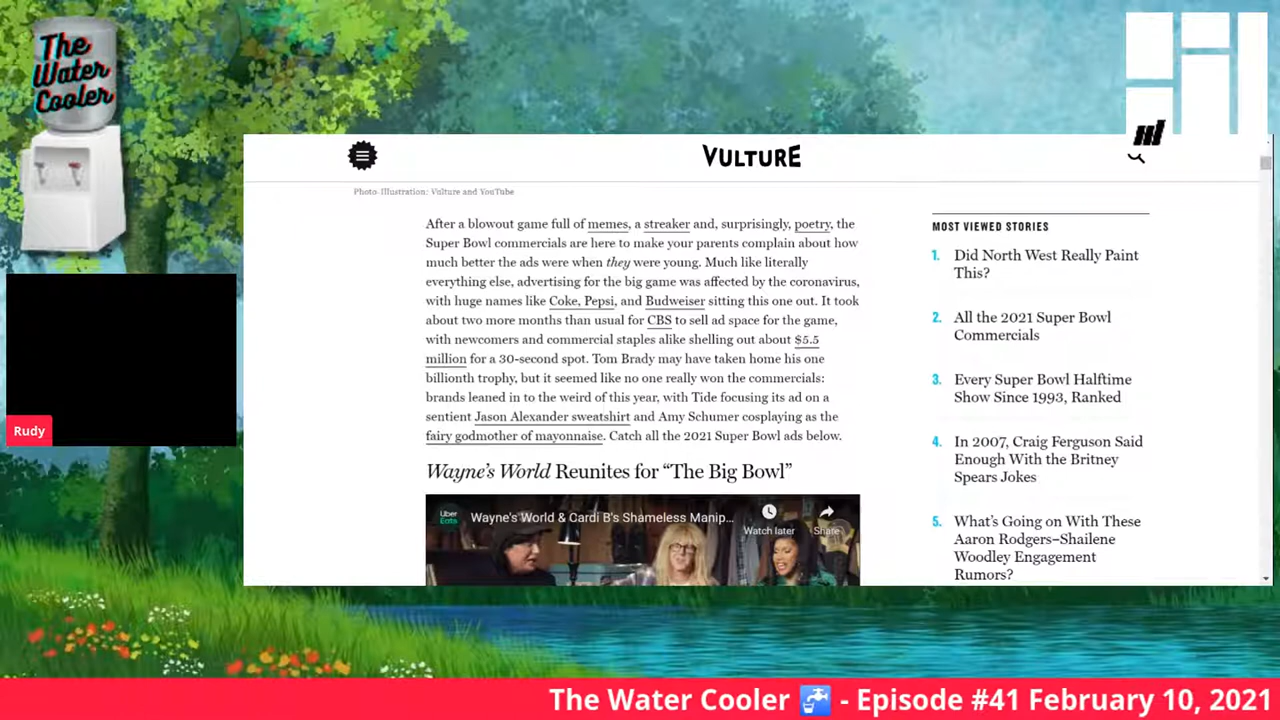 The
Water
Cooler
VULTURE
Photo-Illustration: Vulture and YouTube
After a blowout game full of memes, a streaker and, surprisingly, poetry, the
Super Bowl commercials are here to make your parents complain about how
much better the ads were when they were young. Much like literally
everything else, advertising for the big game was affected by the coronavirus,
with huge names like Coke, Pepsi, and Budweiser sitting this one out. It took
about two more months than usual for CBS to sell ad space for the game,
with newcomers and commercial staples alike shelling out about $5.5
million for a 30-second spot. Tom Brady may have taken home his one
billionth trophy, but it seemed like no one really won the commercials:
brands leaned in to the weird of this year, with Tide focusing its ad on a
sentient Jason Alexander sweatshirt and Amy Schumer cosplaying as the
fairy godmother of mayonnaise. Catch all the 2021 Super Bowl ads below.
Wayne's World Reunites for “The Big Bowl”
Uber
Eats
Wayne's World & Cardi B's Shameless Manip...
Watch later
Share
MOST VIEWED STORIES
1. Did North West Really Paint
This?
2. All the 2021 Super Bowl
Commercials
3. Every Super Bowl Halftime
Show Since 1993, Ranked
4. In 2007, Craig Ferguson Said
Enough With the Britney
Spears Jokes
5. What’s Going on With These
Aaron Rodgers–Shailene
Woodley Engagement
Rumors?
Rudy
The Water Cooler 🚰 - Episode #41 February 10, 2021